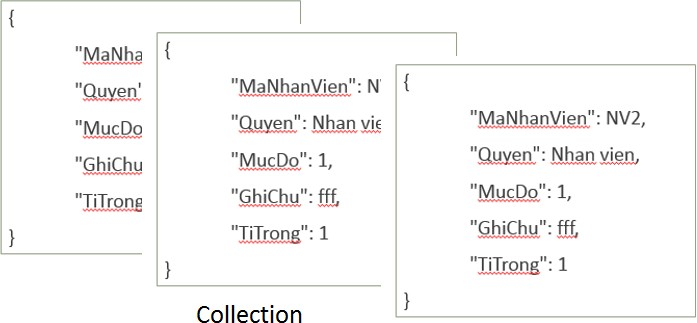 {
"MaNha
"Quyen"
"MucDo
"GhiChu
"TiTrong
}
{
"MaNhanVien": N
"Quyen": Nhan vie
"MucDo": 1,
"GhiChu": fff,
"TiTrong": 1
}
{
"MaNhanVien": NV2,
"Quyen": Nhan vien,
"MucDo": 1,
"GhiChu": fff,
"TiTrong": 1
}
Collection